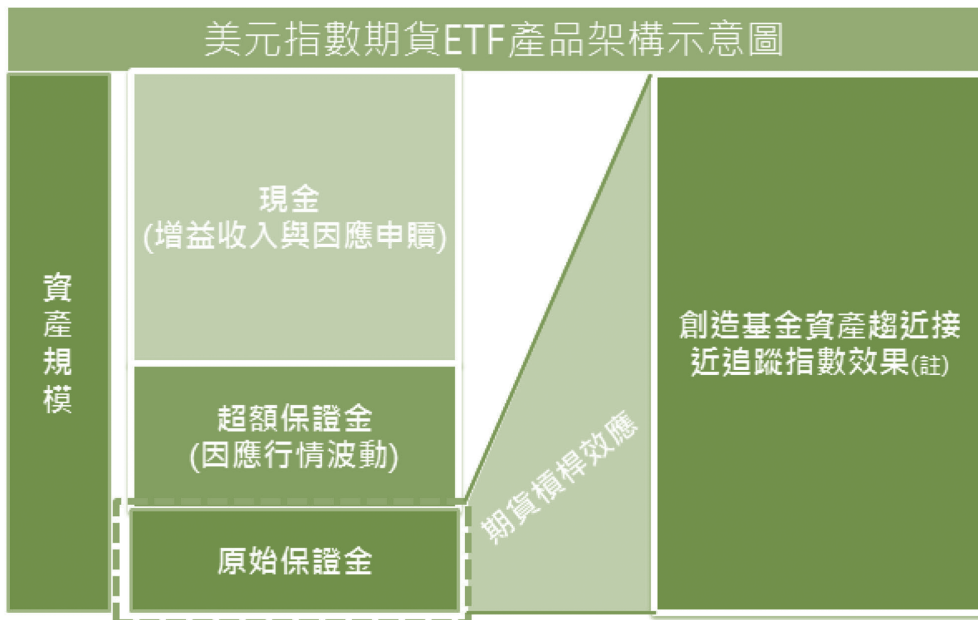 美元指數期貨ETF產品架構示意圖
資
產
規
模
現金
(增益收入與因應申贖)
超額保證金
(因應行情波動)
原始保證金
期貨槓桿效應
創造基金資產趨近接
近追蹤指數效果(註)